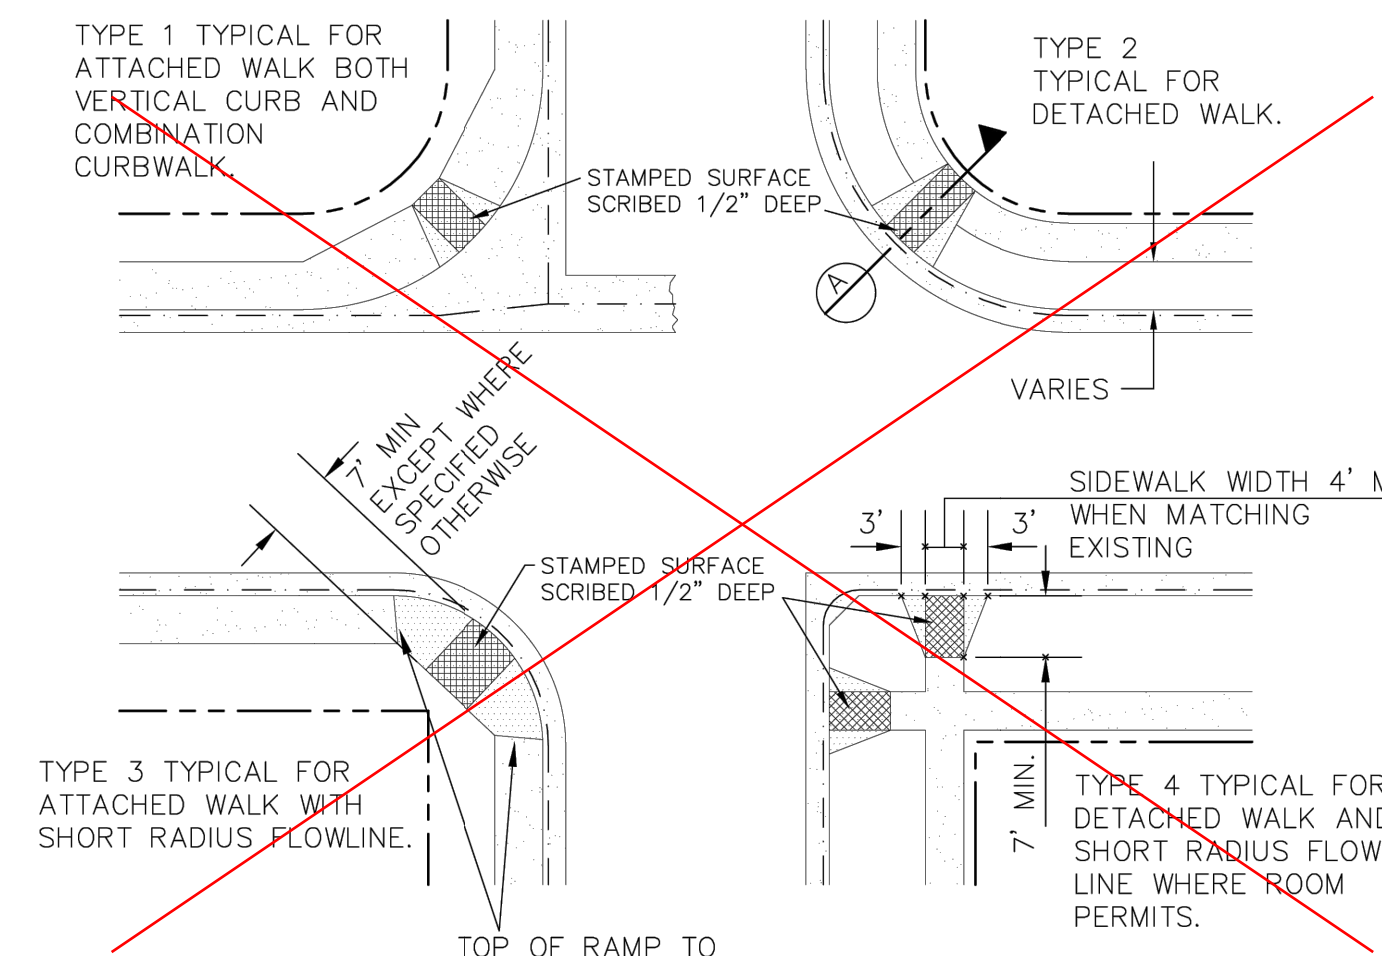 TYPE 1 TYPICAL FOR
ATTACHED WALK BOTH
VERTICAL CURB AND
COMBINATION
CURBWALK.
TYPE 2
TYPICAL FOR
DETACHED WALK.
STAMPED SURFACE
SCRIBED 1/2" DEEP
A
VARIES
7' MIN
EXCEPT WHERE
SPECIFIED
OTHERWISE
SIDEWALK WIDTH 4' M
WHEN MATCHING
EXISTING
3'
3'
STAMPED SURFACE
SCRIBED 1/2" DEEP
7' MIN.
TYPE 3 TYPICAL FOR
ATTACHED WALK WITH
SHORT RADIUS FLOWLINE.
TYPE 4 TYPICAL FOR
DETACHED WALK AND
SHORT RADIUS FLOW
LINE WHERE ROOM
PERMITS.
TOP OF RAMP TO